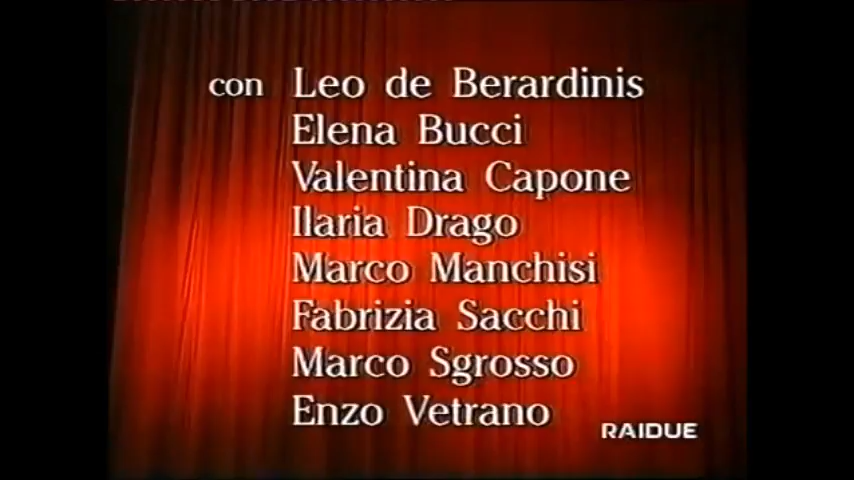 con Leo de Berardinis
Elena Bucci
Valentina Capone
Ilaria Drago
Marco Manchisi
Fabrizia Sacchi
Marco Sgrosso
Enzo Vetrano
RAIDUE